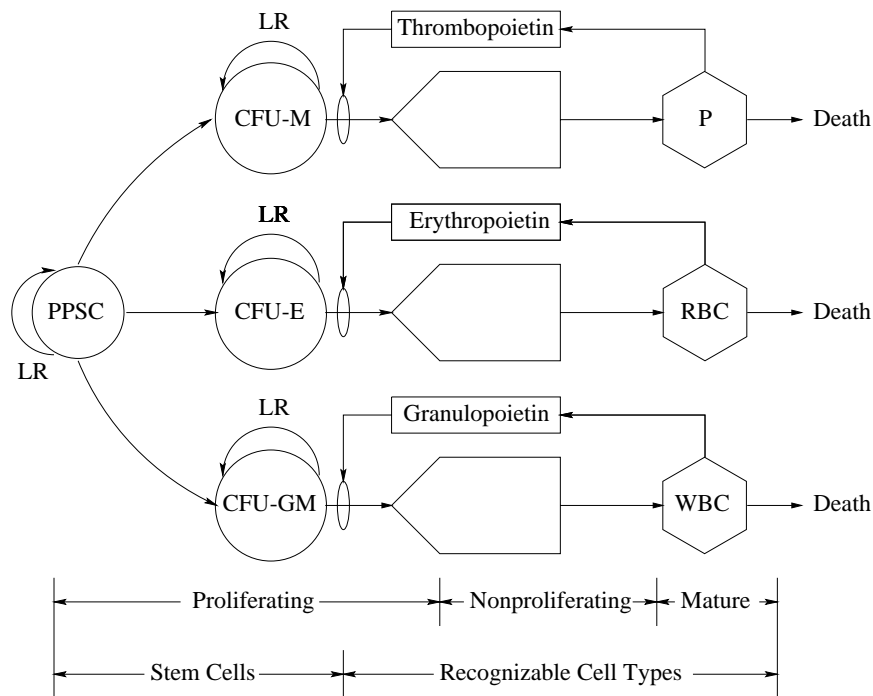 LR
Thrombopoietin
CFU-M
P
Death
LR
Erythropoietin
PPSC
CFU-E
RBC
Death
LR
LR
Granulopoietin
CFU-GM
WBC
Death
Proliferating
Nonproliferating
Mature
Stem Cells
Recognizable Cell Types